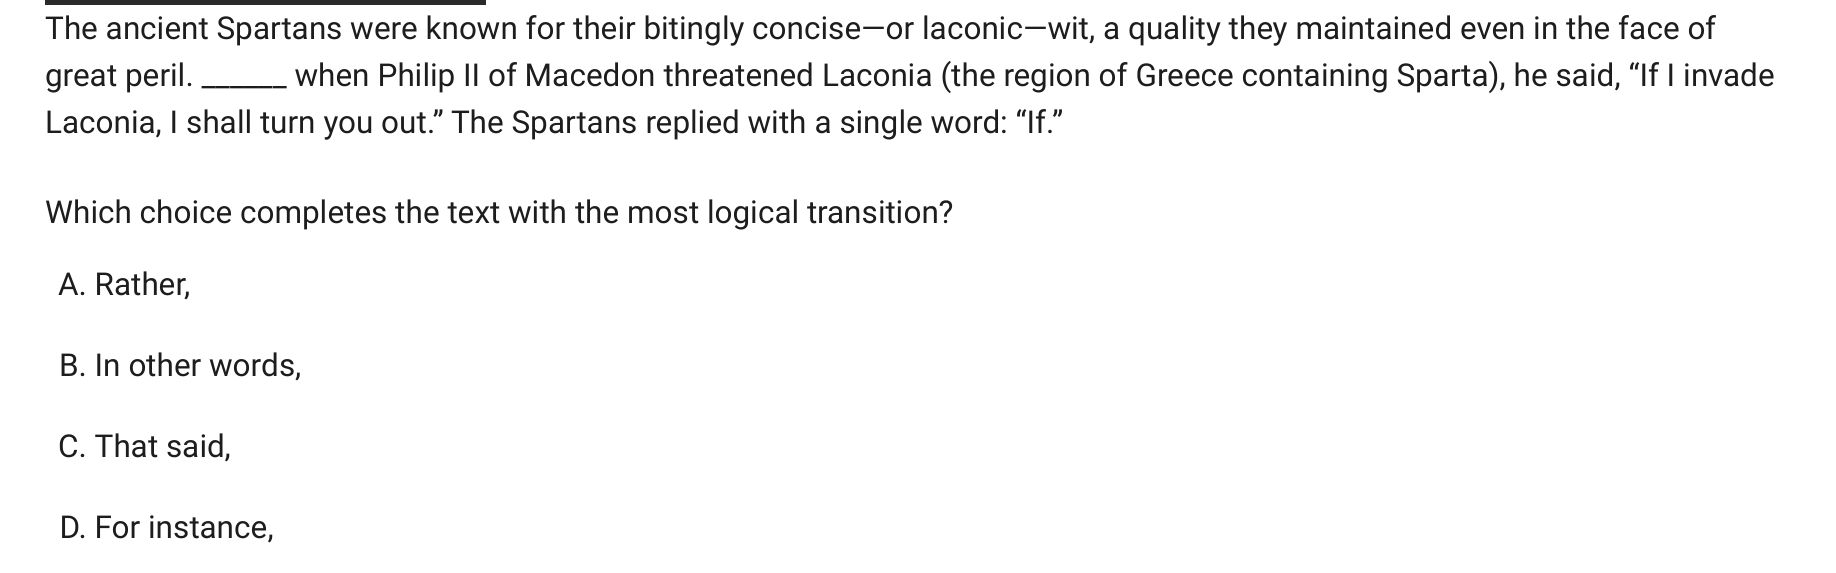 The ancient Spartans were known for their bitingly concise—or laconic—wit, a quality they maintained even in the face of
great peril. ______ when Philip II of Macedon threatened Laconia (the region of Greece containing Sparta), he said, “If I invade
Laconia, I shall turn you out.” The Spartans replied with a single word: “If.”
Which choice completes the text with the most logical transition?
A. Rather,
B. In other words,
C. That said,
D. For instance,